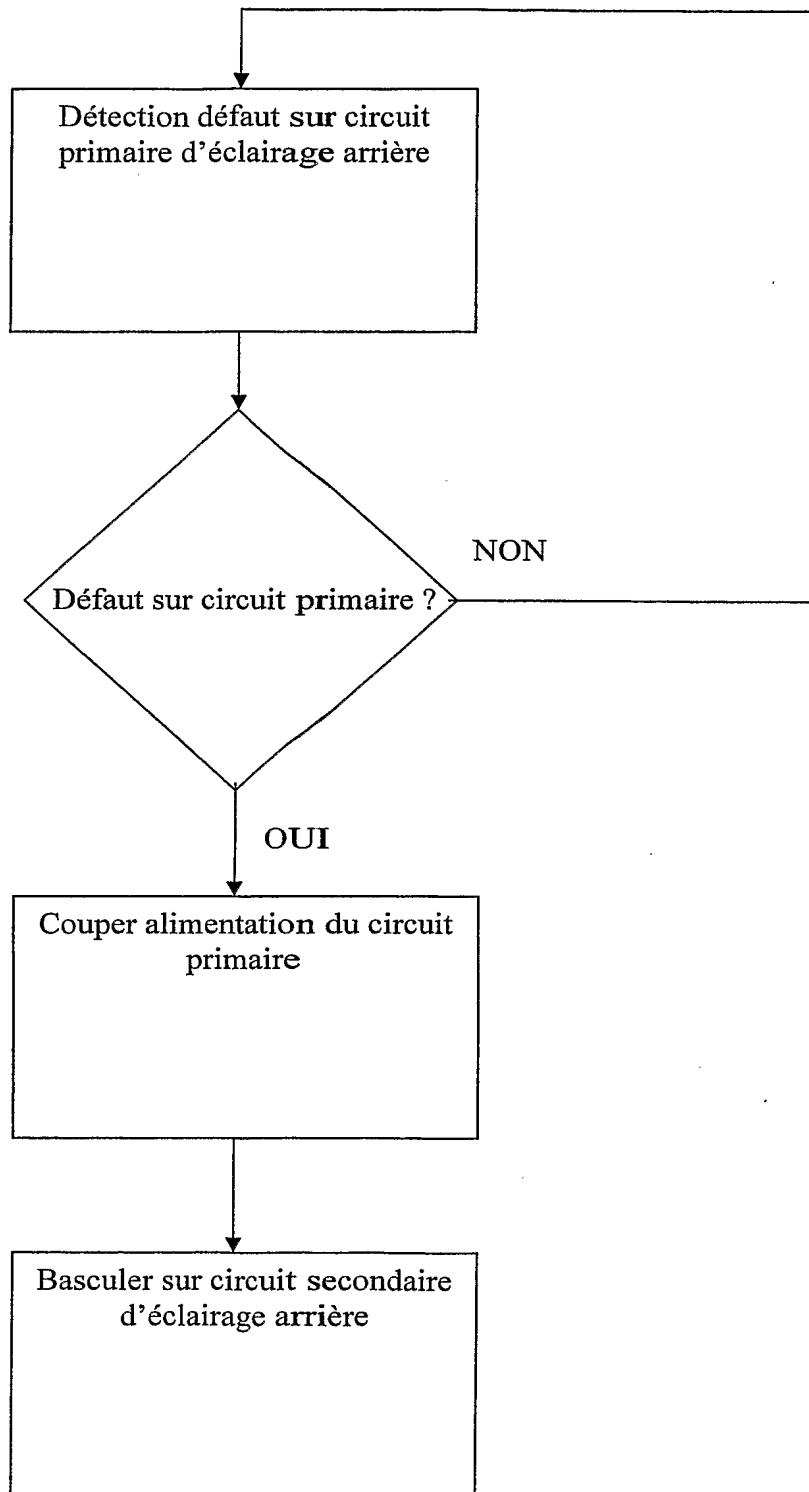 Détection défaut sur circuit
primaire d’éclairage arrière
NON
Défaut sur circuit primaire ?
OUI
Couper alimentation du circuit
primaire
Basculer sur circuit secondaire
d’éclairage arrière